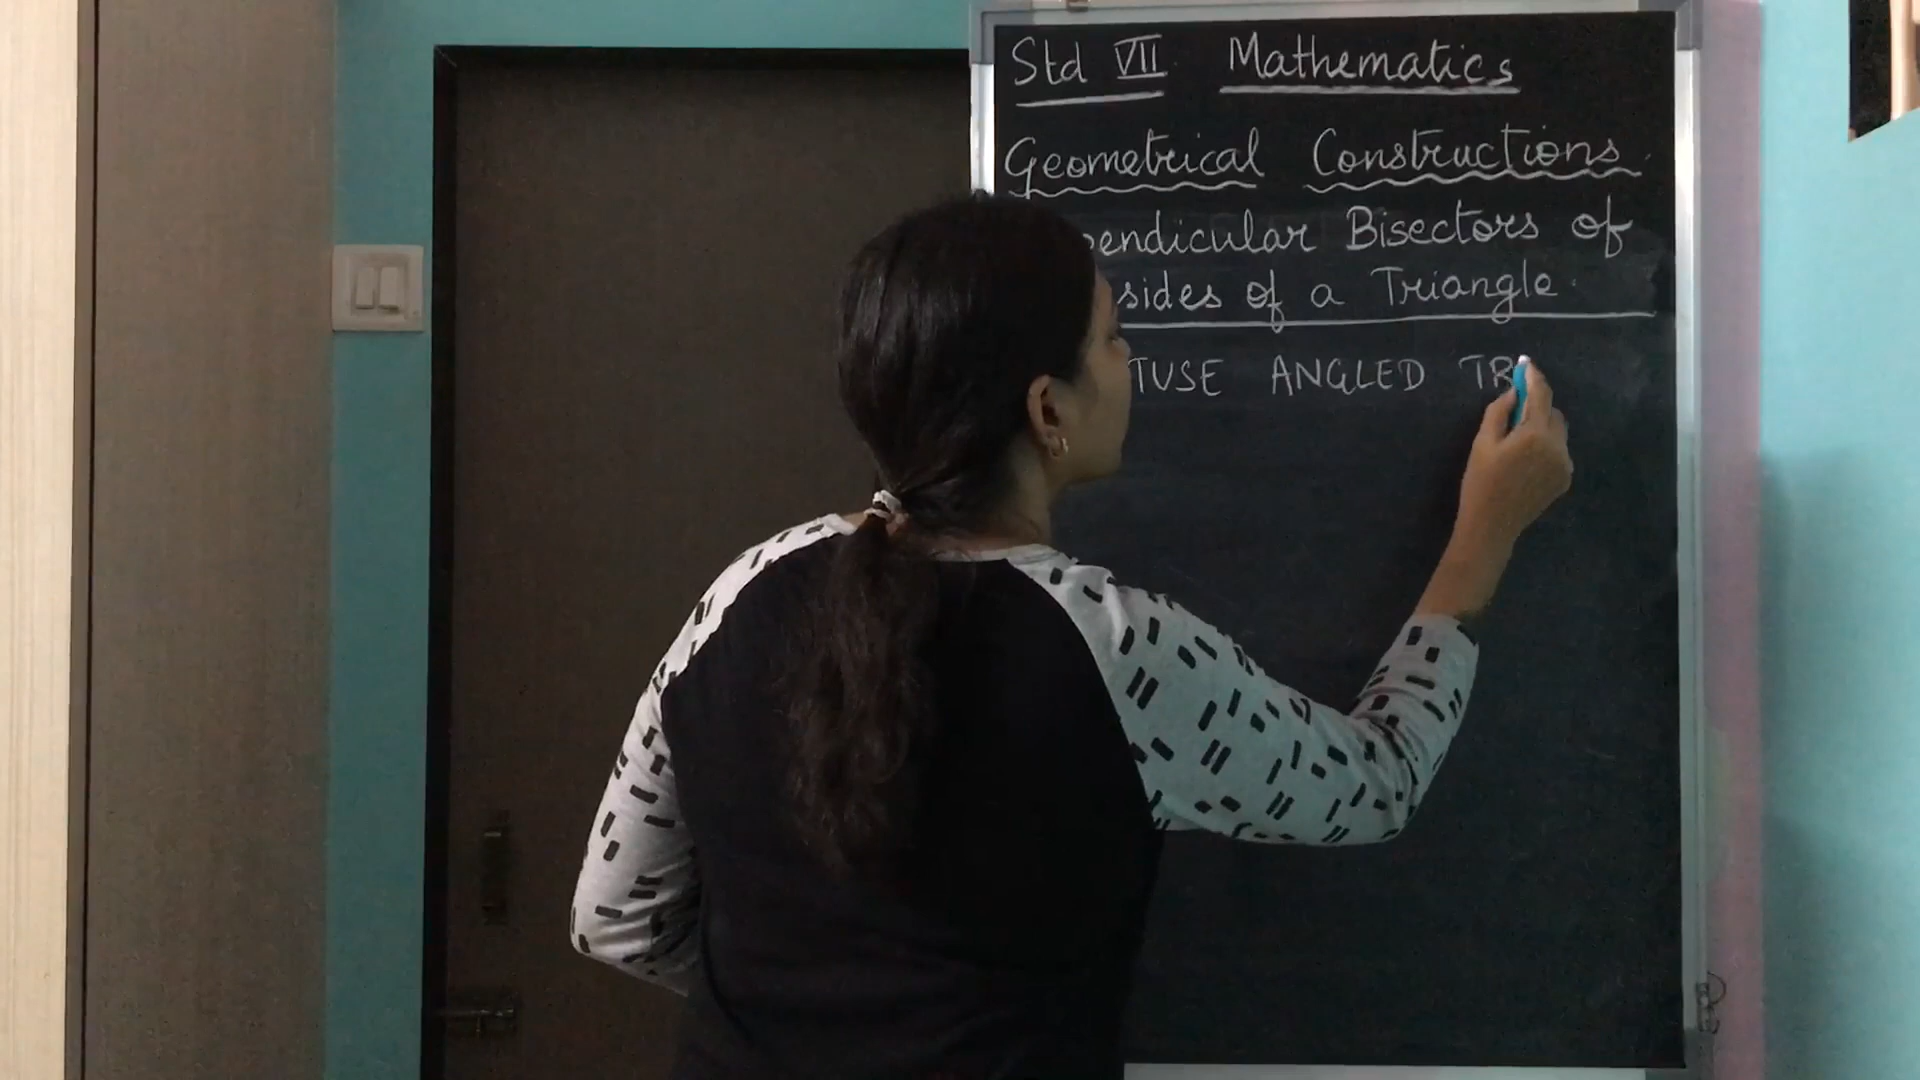 Std VII Mathematics
Geometrical Constructions
Bisectors of
sides of a Triangle.
ANGLED